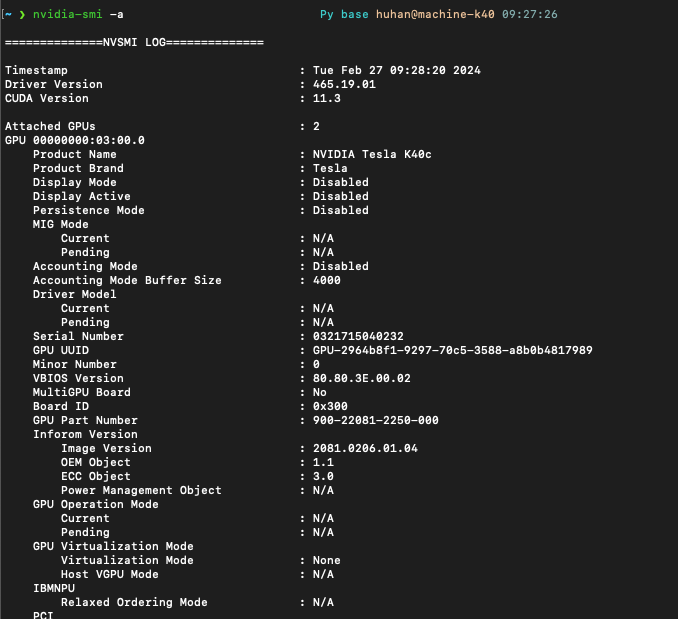 [~ ❯ nvidia-smi -a Py base huhan@machine-k40 09:27:26
==============NVSMI LOG==============
Timestamp : Tue Feb 27 09:28:20 2024
Driver Version : 465.19.01
CUDA Version : 11.3
Attached GPUs : 2
GPU 00000000:03:00.0
Product Name : NVIDIA Tesla K40c
Product Brand : Tesla
Display Mode : Disabled
Display Active : Disabled
Persistence Mode : Disabled
MIG Mode
Current : N/A
Pending : N/A
Accounting Mode : Disabled
Accounting Mode Buffer Size : 4000
Driver Model
Current : N/A
Pending : N/A
Serial Number : 0321715040232
GPU UUID : GPU-2964b8f1-9297-70c5-3588-a8b0b4817989
Minor Number : 0
VBIOS Version : 80.80.3E.00.02
MultiGPU Board : No
Board ID : 0x300
GPU Part Number : 900-22081-2250-000
Inforom Version
Image Version : 2081.0206.01.04
OEM Object : 1.1
ECC Object : 3.0
Power Management Object : N/A
GPU Operation Mode
Current : N/A
Pending : N/A
GPU Virtualization Mode
Virtualization Mode : None
Host VGPU Mode : N/A
IBMNPU
Relaxed Ordering Mode : N/A
PCI